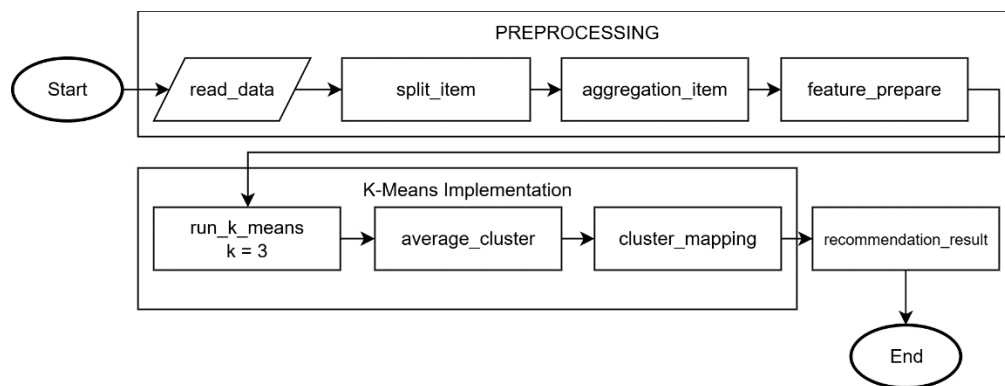 PREPROCESSING
Start
read_data
split_item
aggregation_item
feature_prepare
K-Means Implementation
run_k_means
k = 3
average_cluster
cluster_mapping
recommendation_result
End